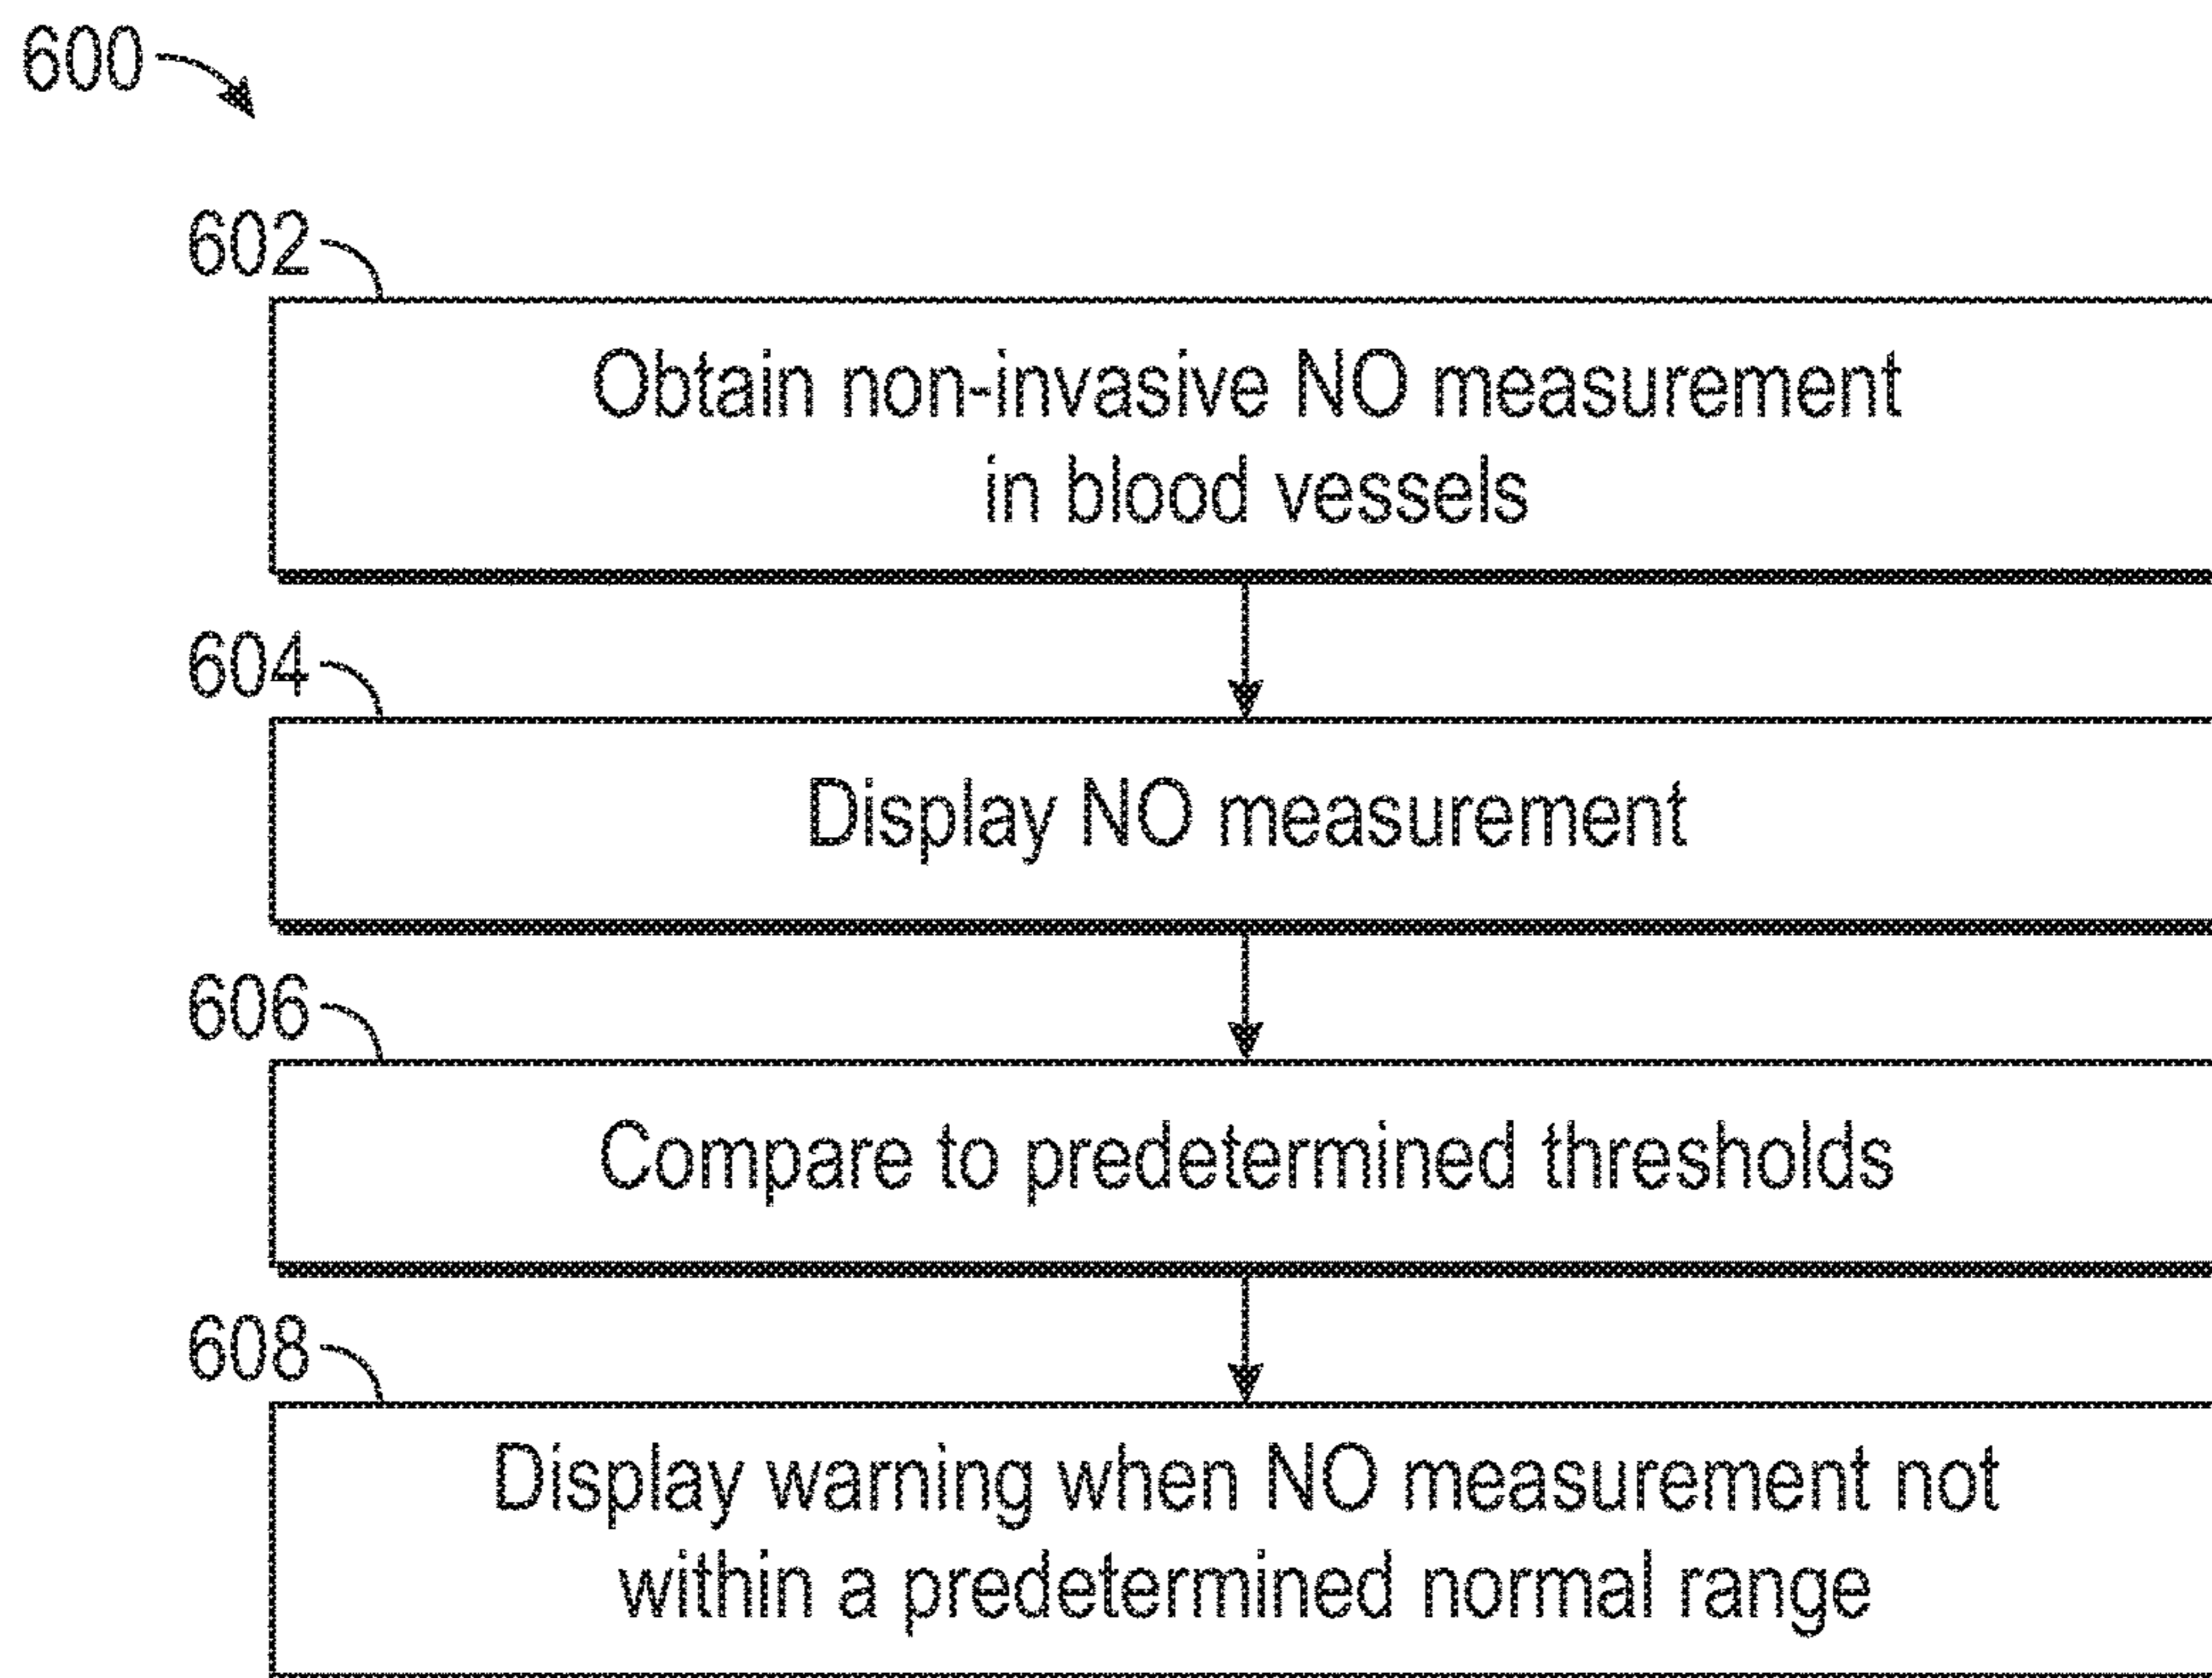 600
602
Obtain non-invasive NO measurement
in blood vessels
604
Display NO measurement
606
Compare to predetermined thresholds
608
Display warning when NO measurement not
within a predetermined normal range